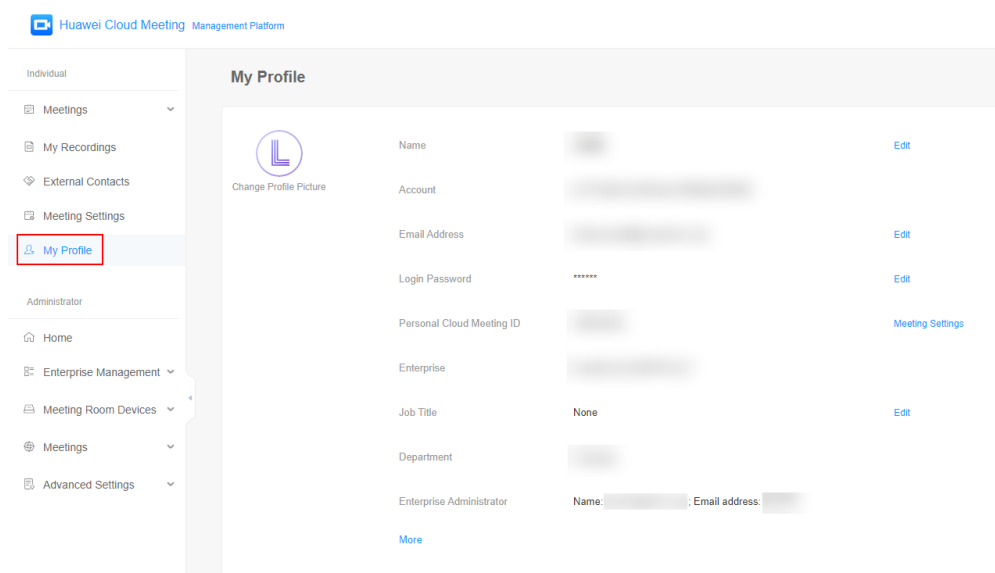 Huawei Cloud Meeting Management Platform
Individual
Meetings
My Recordings
External Contacts
Meeting Settings
My Profile
Administrator
Home
Enterprise Management
Meeting Room Devices
Meetings
Advanced Settings
My Profile
Change Profile Picture
Name Edit
Account
Email Address Edit
Login Password ****** Edit
Personal Cloud Meeting ID Meeting Settings
Enterprise
Job Title None Edit
Department
Enterprise Administrator Name: ; Email address:
More